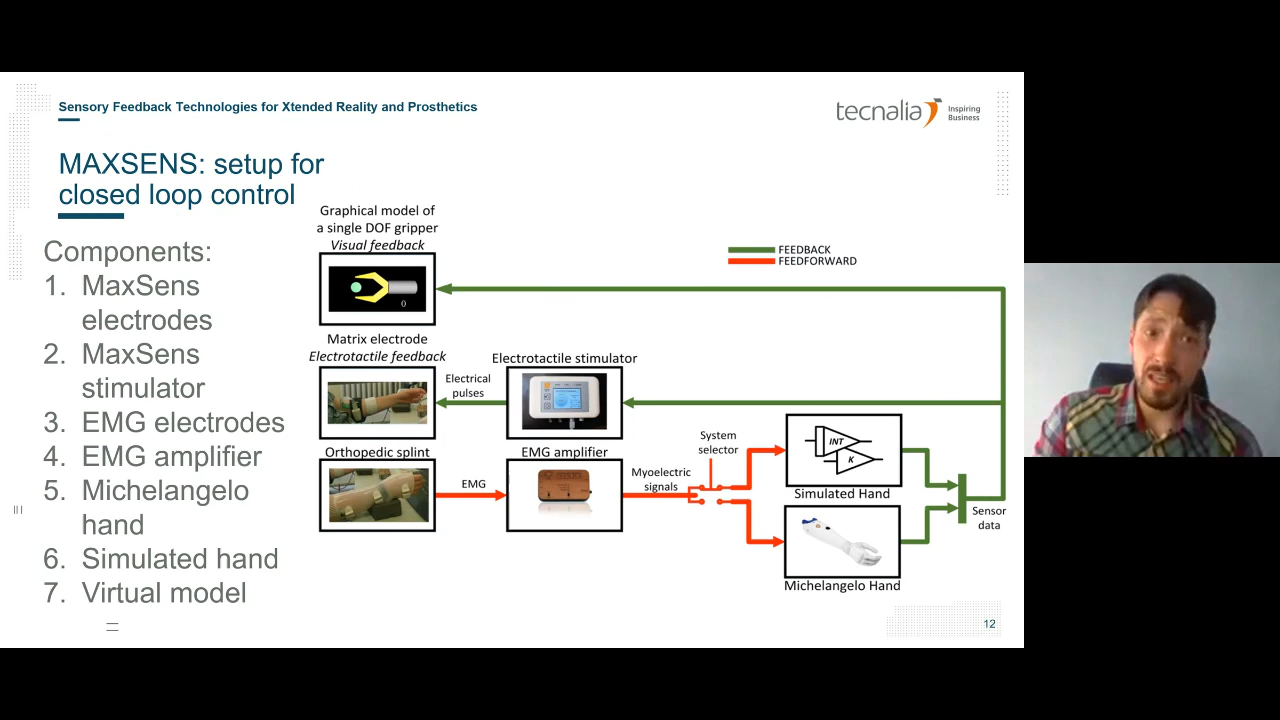 Sensory Feedback Technologies for Xtended Reality and Prosthetics
tecnalia
Inspiring
Business
MAXSENS: setup for
closed loop control
Components:
1. MaxSens
electrodes
2. MaxSens
stimulator
3. EMG electrodes
4. EMG amplifier
5. Michelangelo
hand
6. Simulated hand
7. Virtual model
Graphical model of
a single DOF gripper
Visual feedback
0
FEEDBACK
FEEDFORWARD
Matrix electrode
Electrotactile feedback
Electrical
pulses
Electrotactile stimulator
Orthopedic splint
EMG
EMG amplifier
Myoelectric
signals
System
selector
INT
K
Simulated Hand
Michelangelo Hand
Sensor
data
12